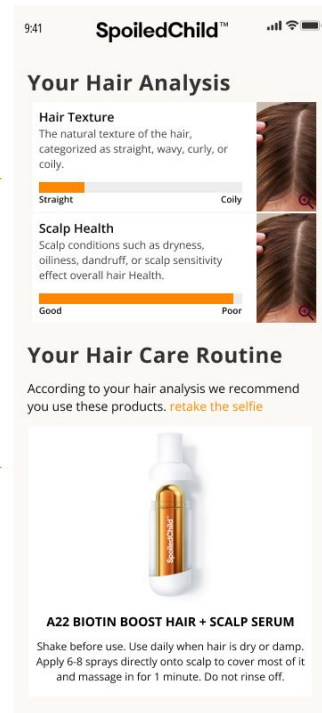 9:41
SpoiledChild™
Your Hair Analysis
Hair Texture
The natural texture of the hair,
categorized as straight, wavy, curly, or
coily.
Straight Coily
Scalp Health
Scalp conditions such as dryness,
oiliness, dandruff, or scalp sensitivity
effect overall hair Health.
Good Poor
Your Hair Care Routine
According to your hair analysis we recommend
you use these products. retake the selfie
SpoiledChild™
A22 BIOTIN BOOST HAIR + SCALP SERUM
Shake before use. Use daily when hair is dry or damp.
Apply 6-8 sprays directly onto scalp to cover most of it
and massage in for 1 minute. Do not rinse off.